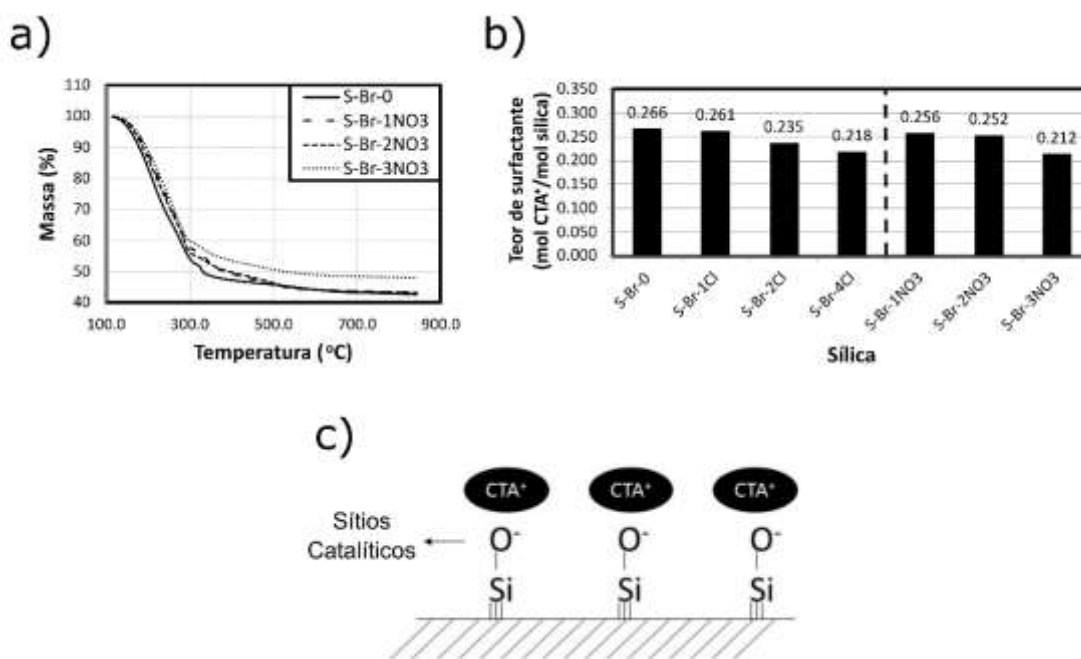 a)
110
100
90
80
70
60
50
40
Massa (%)
S-Br-0
S-Br-1NO3
S-Br-2NO3
S-Br-3NO3
100.0 300.0 500.0 700.0 900.0
Temperatura (ºC)
b)
Teor de surfactante
(mol CTA⁺/mol sílica)
0.350
0.300
0.250
0.200
0.150
0.100
0.050
0.000
0.266 0.261 0.235 0.218 0.256 0.252 0.212
S-Br-0 S-Br-1Cl S-Br-2Cl S-Br-4Cl S-Br-1NO3 S-Br-2NO3 S-Br-3NO3
Sílica
c)
CTA⁺ CTA⁺ CTA⁺
Sítios
Catalíticos
O⁻ O⁻ O⁻
Si Si Si